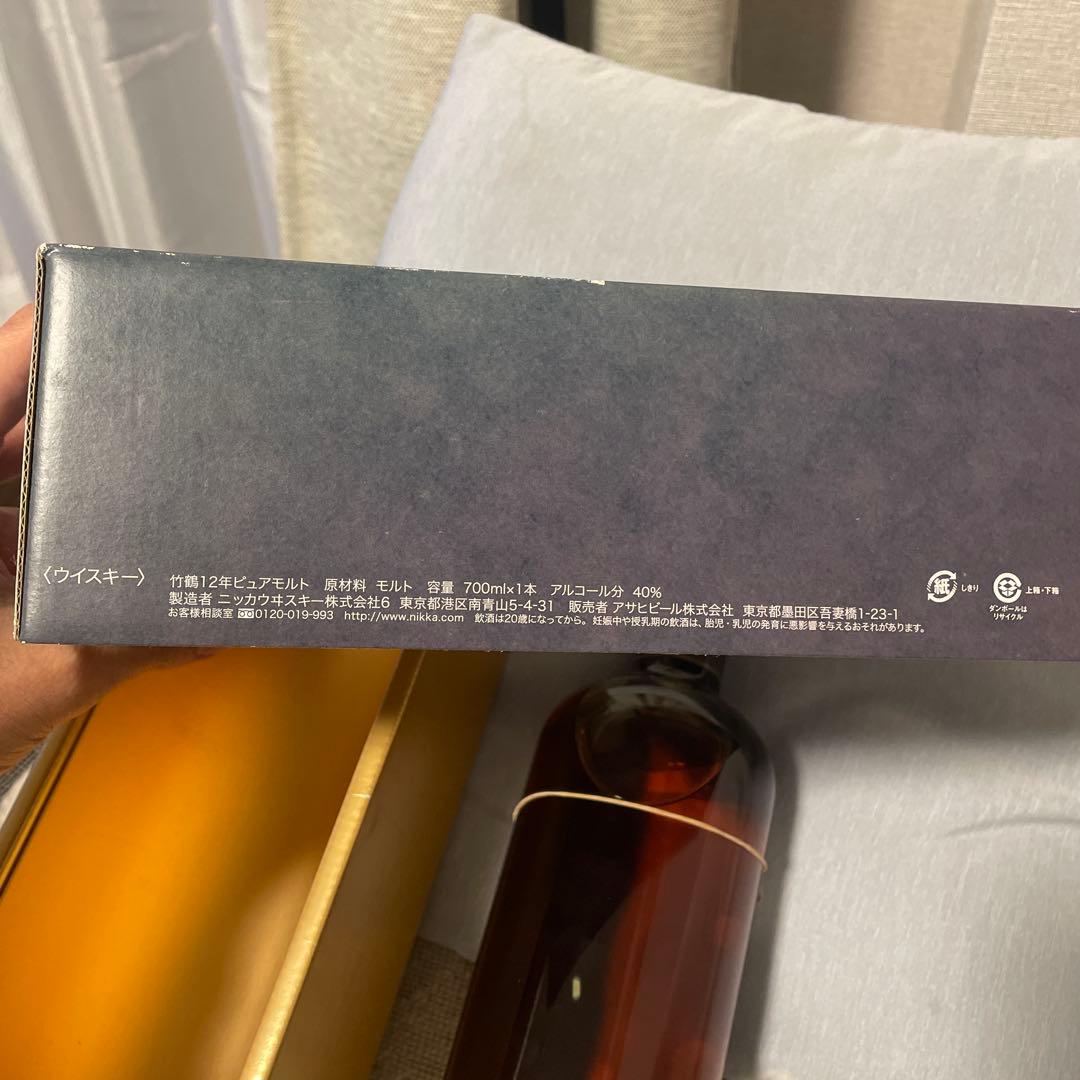 〈ウイスキー〉 竹鶴12年ピュアモルト 原材料 モルト 容量 700ml×1本 アルコール分 40%
製造者 ニッカウヰスキー株式会社6 東京都港区南青山5-4-31 販売者 アサヒビール株式会社 東京都墨田区吾妻橋1-23-1
お客様相談室 0120-019-993 http://www.nikka.com 飲酒は20歳になってから。妊娠中や授乳期の飲酒は、胎児・乳児の発育に悪影響を与えるおそれがあります。
紙 しきり
上箱・下箱
ダンボールは
リサイクル